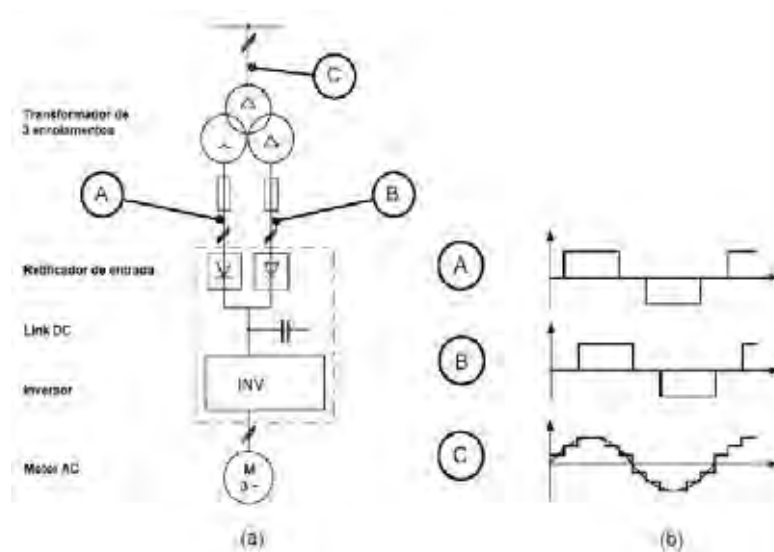 C
Transformador de
3 enrolamentos
A
B
Retificador de entrada
A
Link DC
B
Inversor
INV
C
Motor AC
M
3 ~
(a)
(b)